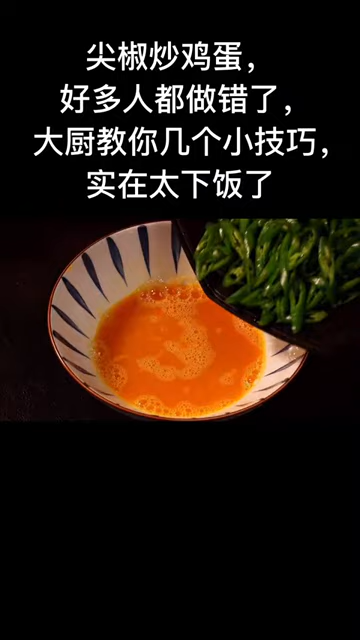 尖椒炒鸡蛋，
好多人都做错了，
大厨教你几个小技巧，
实在太下饭了